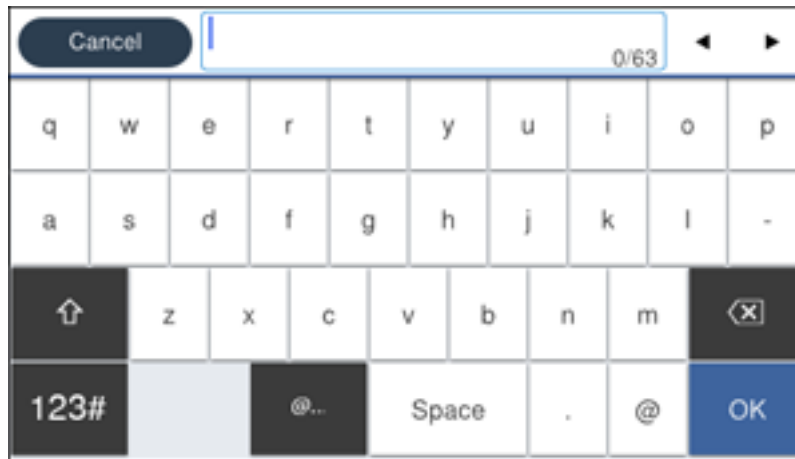 Cancel 0/63
q w e r t y u i o p
a s d f g h j k l -
z x c v b n m
123# @... Space . @ OK